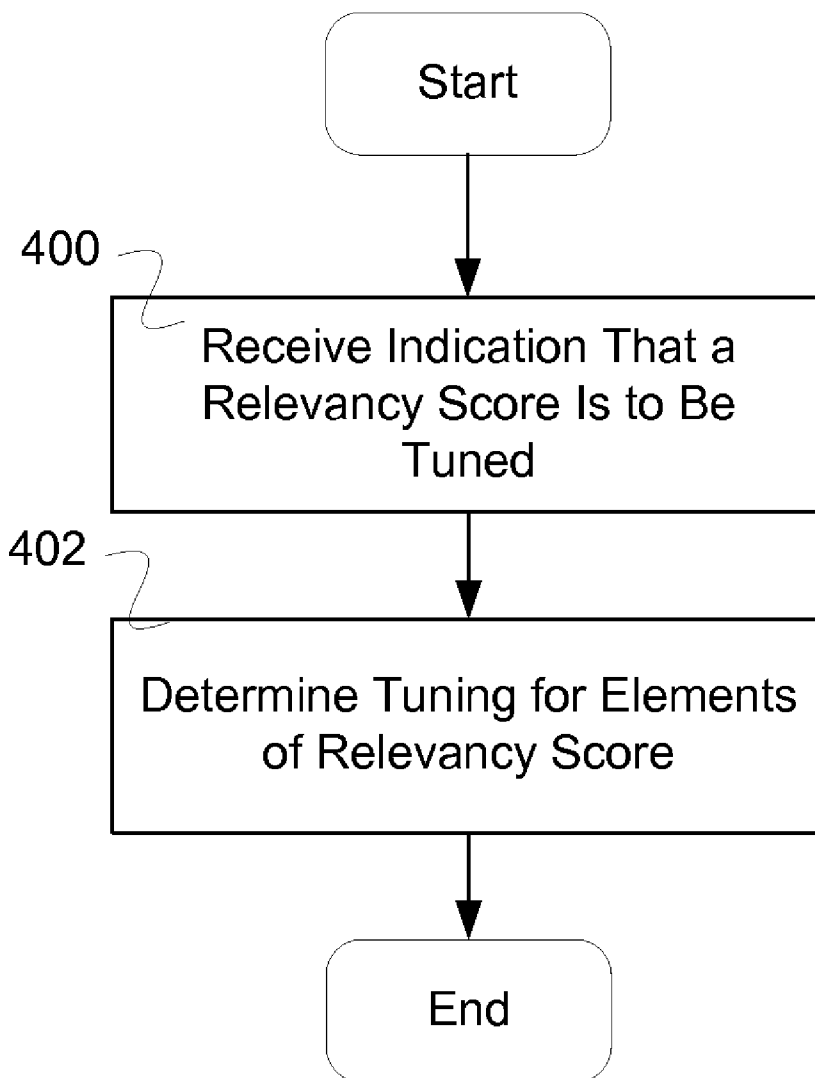 Start
400
Receive Indication That a
Relevancy Score Is to Be
Tuned
402
Determine Tuning for Elements
of Relevancy Score
End